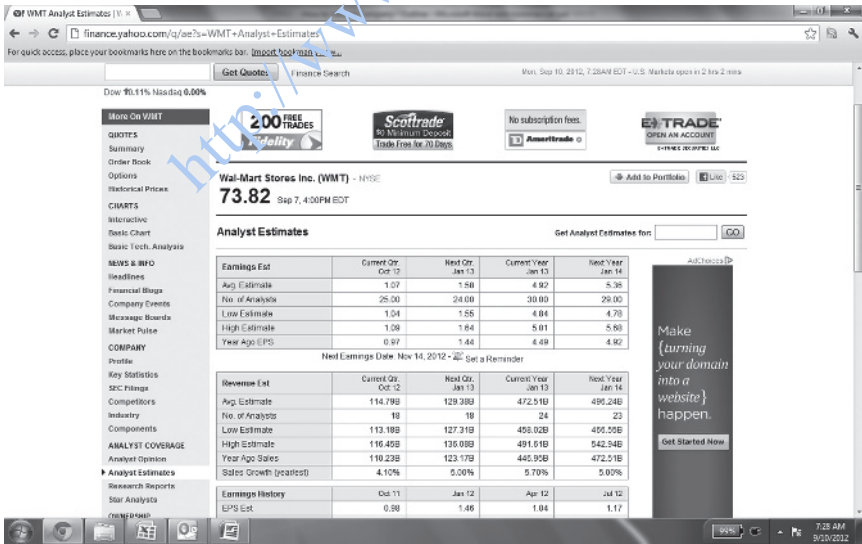 WMT Analyst Estimates
finance.yahoo.com/q/ae?s=WMT+Analyst+Estimates
For quick access, place your bookmarks here on the bookmarks bar. Import bookmarks
http://www
Get Quotes Finance Search Mon, Sep 10, 2012, 7:28AM EDT - U.S. Markets open in 2 hrs 2 mins
Dow 0.11% Nasdaq 0.00%
More On WMT
QUOTES
Summary
Order Book
Options
Historical Prices
CHARTS
Interactive
Basic Chart
Basic Tech. Analysis
NEWS & INFO
Headlines
Financial Blogs
Company Events
Message Boards
Market Pulse
COMPANY
Profile
Key Statistics
SEC Filings
Competitors
Industry
Components
ANALYST COVERAGE
Analyst Opinion
Analyst Estimates
Research Reports
Star Analysts
OWNERSHIP
200 FREE TRADES
Fidelity
Scottrade
$0 Minimum Deposit
Trade Free for 70 Days
No subscription fees.
TD Ameritrade
E*TRADE
OPEN AN ACCOUNT
E*TRADE SECURITIES LLC
Wal-Mart Stores Inc. (WMT) - NYSE
Add to Portfolio Like 523
73.82 Sep 7, 4:00PM EDT
Analyst Estimates Get Analyst Estimates for: GO
Earnings Est Current Qtr. Oct 12 Next Qtr. Jan 13 Current Year Jan 13 Next Year Jan 14
Avg. Estimate 1.07 1.58 4.92 5.36
No. of Analysts 25.00 24.00 30.00 29.00
Low Estimate 1.04 1.55 4.84 4.78
High Estimate 1.09 1.64 5.01 5.68
Year Ago EPS 0.97 1.44 4.49 4.92
Next Earnings Date: Nov 14, 2012 - Set a Reminder
Revenue Est Current Qtr. Oct 12 Next Qtr. Jan 13 Current Year Jan 13 Next Year Jan 14
Avg. Estimate 114.79B 129.38B 472.51B 496.24B
No. of Analysts 18 18 24 23
Low Estimate 113.18B 127.31B 458.02B 466.56B
High Estimate 116.45B 136.08B 491.61B 542.94B
Year Ago Sales 110.23B 123.17B 446.95B 472.51B
Sales Growth (year/est) 4.10% 5.00% 5.70% 5.00%
Earnings History Oct 11 Jan 12 Apr 12 Jul 12
EPS Est 0.98 1.46 1.04 1.17
AdChoices
Make
{turning
your domain
into a
website}
happen.
Get Started Now
99%
7:28 AM
9/10/2012